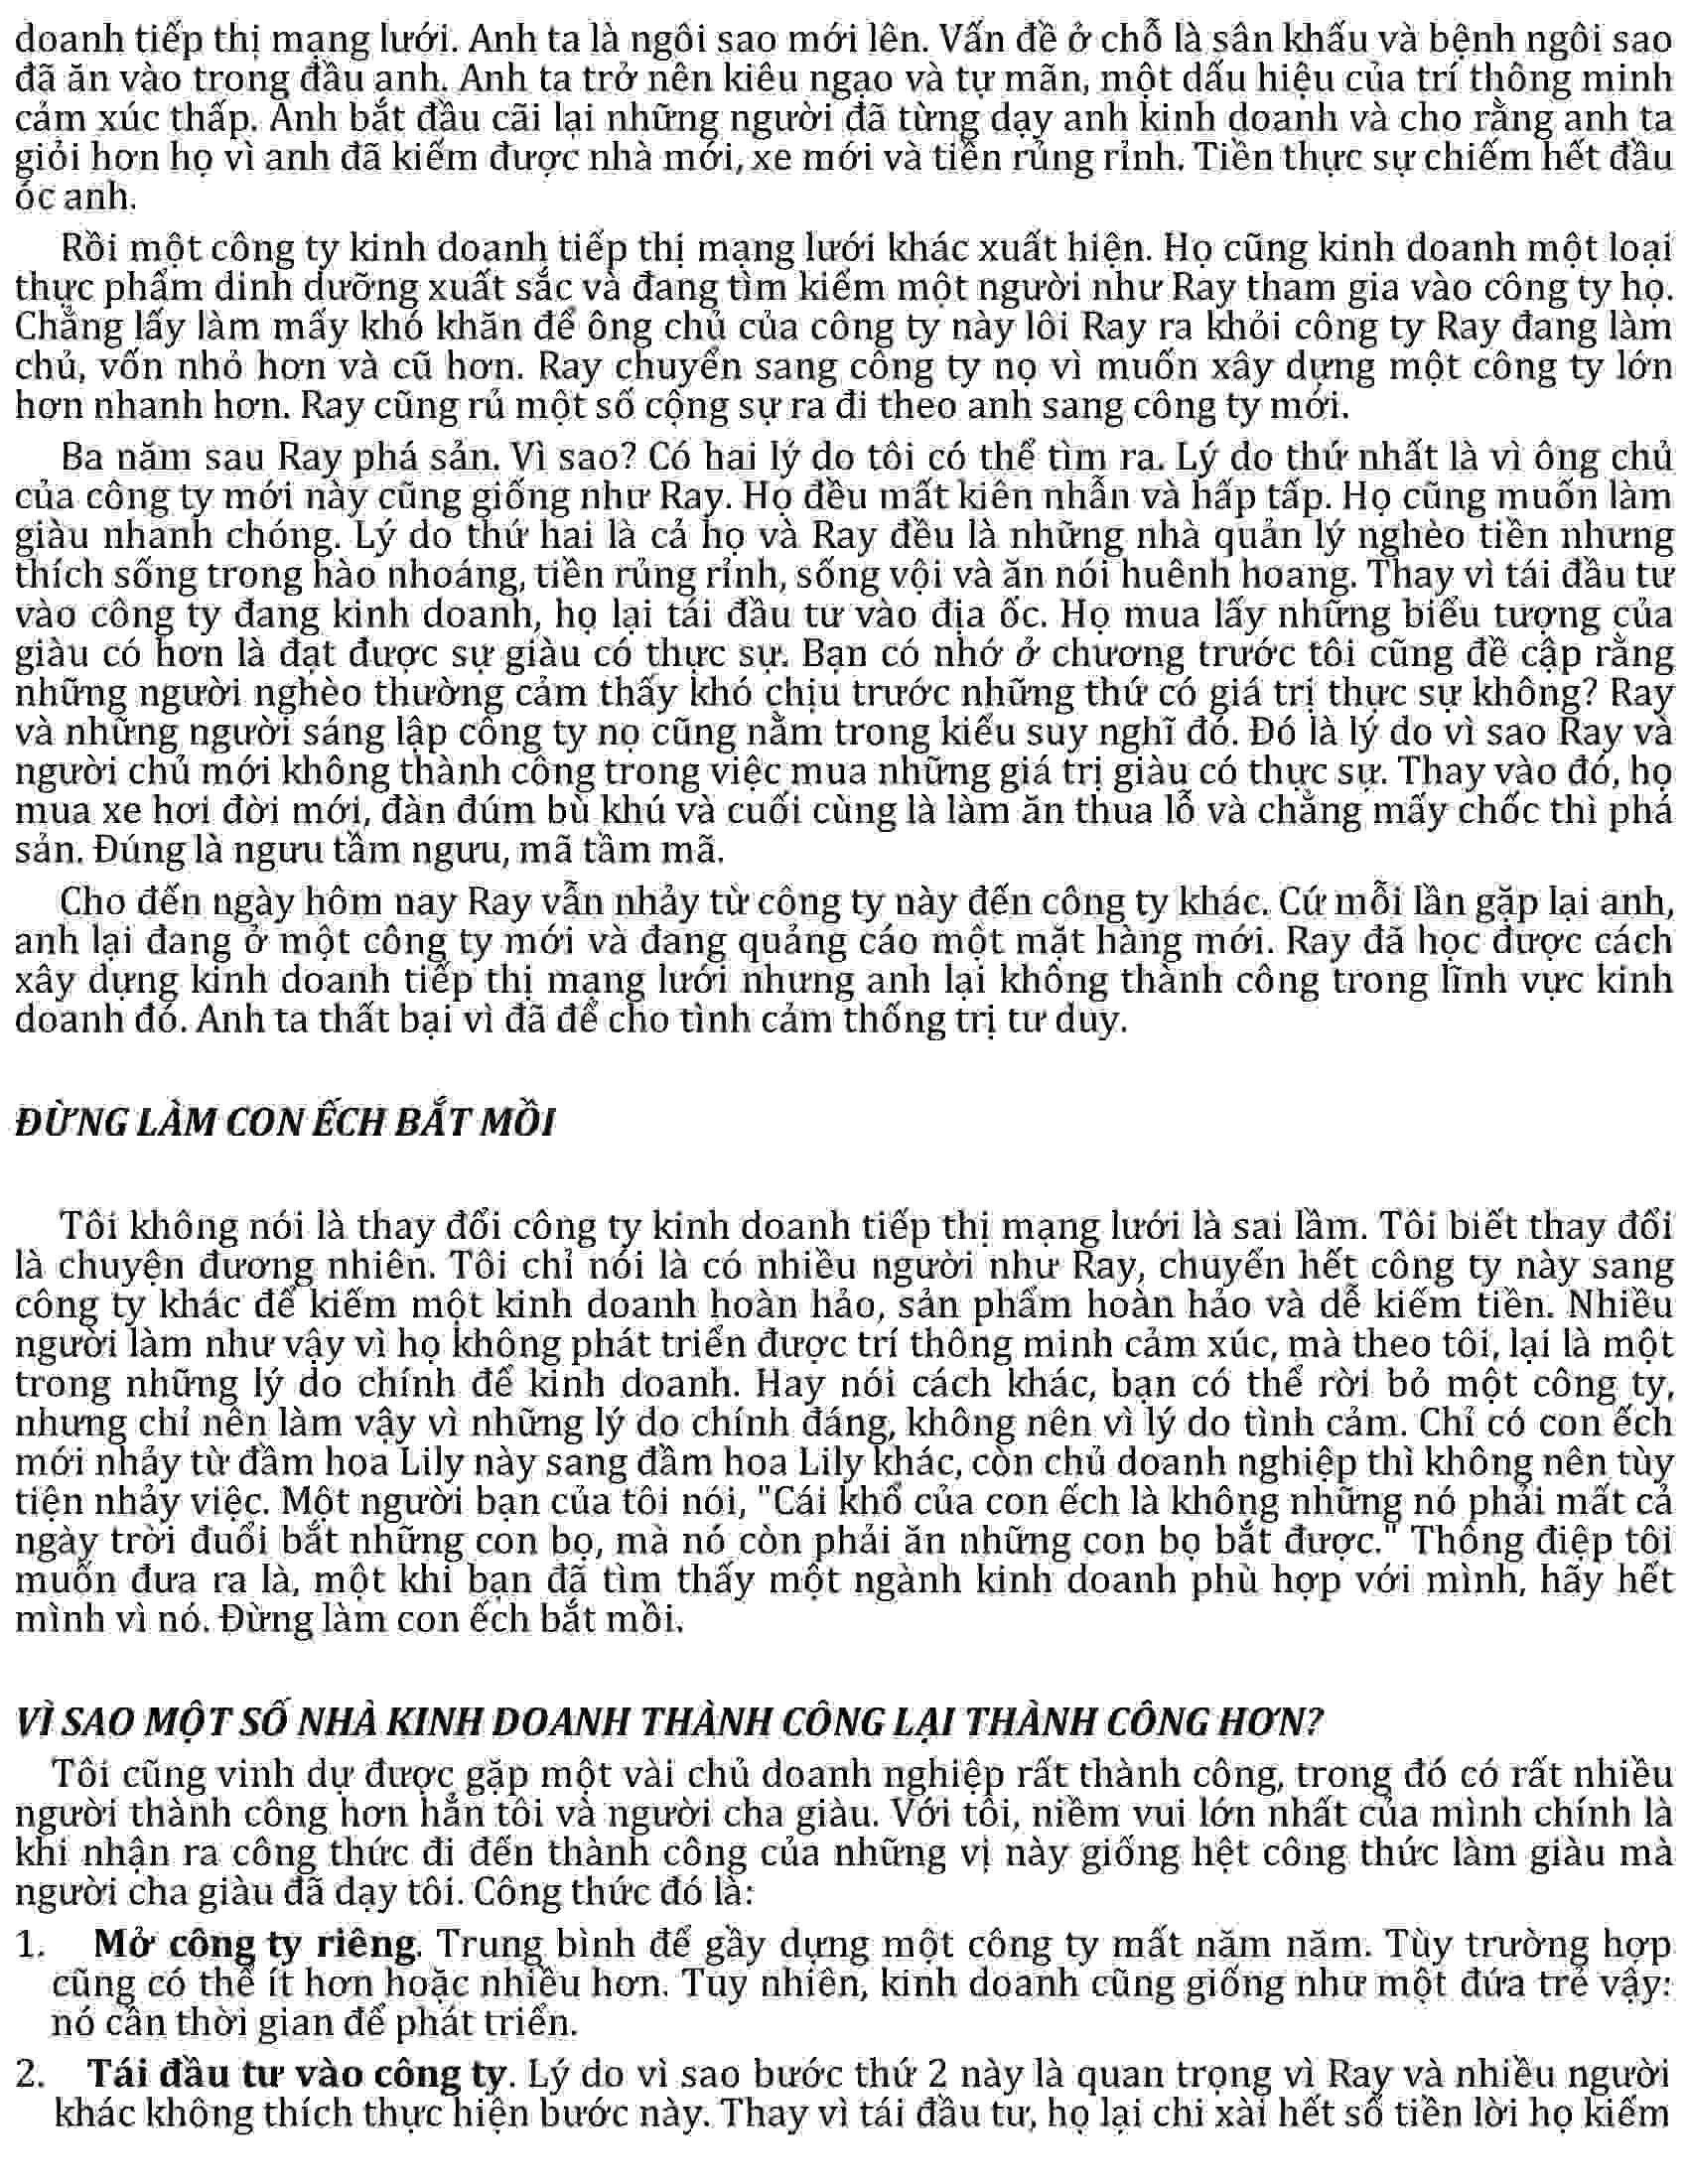 doanh tiếp thị mạng lưới. Anh ta là ngôi sao mới lên. Vấn đề ở chỗ là sân khấu và bệnh ngôi sao
đã ăn vào trong đầu anh. Anh ta trở nên kiêu ngạo và tự mãn, một dấu hiệu của trí thông minh
cảm xúc thấp. Anh bắt đầu cãi lại những người đã từng dạy anh kinh doanh và cho rằng anh ta
giỏi hơn họ vì anh đã kiếm được nhà mới, xe mới và tiền rủng rỉnh. Tiền thực sự chiếm hết đầu
óc anh.
Rồi một công ty kinh doanh tiếp thị mạng lưới khác xuất hiện. Họ cũng kinh doanh một loại
thực phẩm dinh dưỡng xuất sắc và đang tìm kiếm một người như Ray tham gia vào công ty họ.
Chẳng lấy làm mấy khó khăn để ông chủ của công ty này lôi Ray ra khỏi công ty Ray đang làm
chủ, vốn nhỏ hơn và cũ hơn. Ray chuyển sang công ty nọ vì muốn xây dựng một công ty lớn
hơn nhanh hơn. Ray cũng rủ một số cộng sự ra đi theo anh sang công ty mới.
Ba năm sau Ray phá sản. Vì sao? Có hai lý do tôi có thể tìm ra. Lý do thứ nhất là vì ông chủ
của công ty mới này cũng giống như Ray. Họ đều mất kiên nhẫn và hấp tấp. Họ cũng muốn làm
giàu nhanh chóng. Lý do thứ hai là cả họ và Ray đều là những nhà quản lý nghèo tiền nhưng
thích sống trong hào nhoáng, tiền rủng rỉnh, sống vội và ăn nói huênh hoang. Thay vì tái đầu tư
vào công ty đang kinh doanh, họ lại tái đầu tư vào địa ốc. Họ mua lấy những biểu tượng của
giàu có hơn là đạt được sự giàu có thực sự. Bạn có nhớ ở chương trước tôi cũng đề cập rằng
những người nghèo thường cảm thấy khó chịu trước những thứ có giá trị thực sự không? Ray
và những người sáng lập công ty nọ cũng nằm trong kiểu suy nghĩ đó. Đó là lý do vì sao Ray và
người chủ mới không thành công trong việc mua những giá trị giàu có thực sự. Thay vào đó, họ
mua xe hơi đời mới, đàn đúm bù khú và cuối cùng là làm ăn thua lỗ và chẳng mấy chốc thì phá
sản. Đúng là ngưu tầm ngưu, mã tầm mã.
Cho đến ngày hôm nay Ray vẫn nhảy từ công ty này đến công ty khác. Cứ mỗi lần gặp lại anh,
anh lại đang ở một công ty mới và đang quảng cáo một mặt hàng mới. Ray đã học được cách
xây dựng kinh doanh tiếp thị mạng lưới nhưng anh lại không thành công trong lĩnh vực kinh
doanh đó. Anh ta thất bại vì đã để cho tình cảm thống trị tư duy.
ĐỪNG LÀM CON ẾCH BẮT MỒI
Tôi không nói là thay đổi công ty kinh doanh tiếp thị mạng lưới là sai lầm. Tôi biết thay đổi
là chuyện đương nhiên. Tôi chỉ nói là có nhiều người như Ray, chuyển hết công ty này sang
công ty khác để kiếm một kinh doanh hoàn hảo, sản phẩm hoàn hảo và dễ kiếm tiền. Nhiều
người làm như vậy vì họ không phát triển được trí thông minh cảm xúc, mà theo tôi, lại là một
trong những lý do chính để kinh doanh. Hay nói cách khác, bạn có thể rời bỏ một công ty,
nhưng chỉ nên làm vậy vì những lý do chính đáng, không nên vì lý do tình cảm. Chỉ có con ếch
mới nhảy từ đầm hoa Lily này sang đầm hoa Lily khác, còn chủ doanh nghiệp thì không nên tùy
tiện nhảy việc. Một người bạn của tôi nói, "Cái khổ của con ếch là không những nó phải mất cả
ngày trời đuổi bắt những con bọ, mà nó còn phải ăn những con bọ bắt được." Thông điệp tôi
muốn đưa ra là, một khi bạn đã tìm thấy một ngành kinh doanh phù hợp với mình, hãy hết
mình vì nó. Đừng làm con ếch bắt mồi.
VÌ SAO MỘT SỐ NHÀ KINH DOANH THÀNH CÔNG LẠI THÀNH CÔNG HƠN?
Tôi cũng vinh dự được gặp một vài chủ doanh nghiệp rất thành công, trong đó có rất nhiều
người thành công hơn hẳn tôi và người cha giàu. Với tôi, niềm vui lớn nhất của mình chính là
khi nhận ra công thức đi đến thành công của những vị này giống hệt công thức làm giàu mà
người cha giàu đã dạy tôi. Công thức đó là:
1. Mở công ty riêng. Trung bình để gầy dựng một công ty mất năm năm. Tùy trường hợp
cũng có thể ít hơn hoặc nhiều hơn. Tuy nhiên, kinh doanh cũng giống như một đứa trẻ vậy:
nó cần thời gian để phát triển.
2. Tái đầu tư vào công ty. Lý do vì sao bước thứ 2 này là quan trọng vì Ray và nhiều người
khác không thích thực hiện bước này. Thay vì tái đầu tư, họ lại chi xài hết số tiền lời họ kiếm